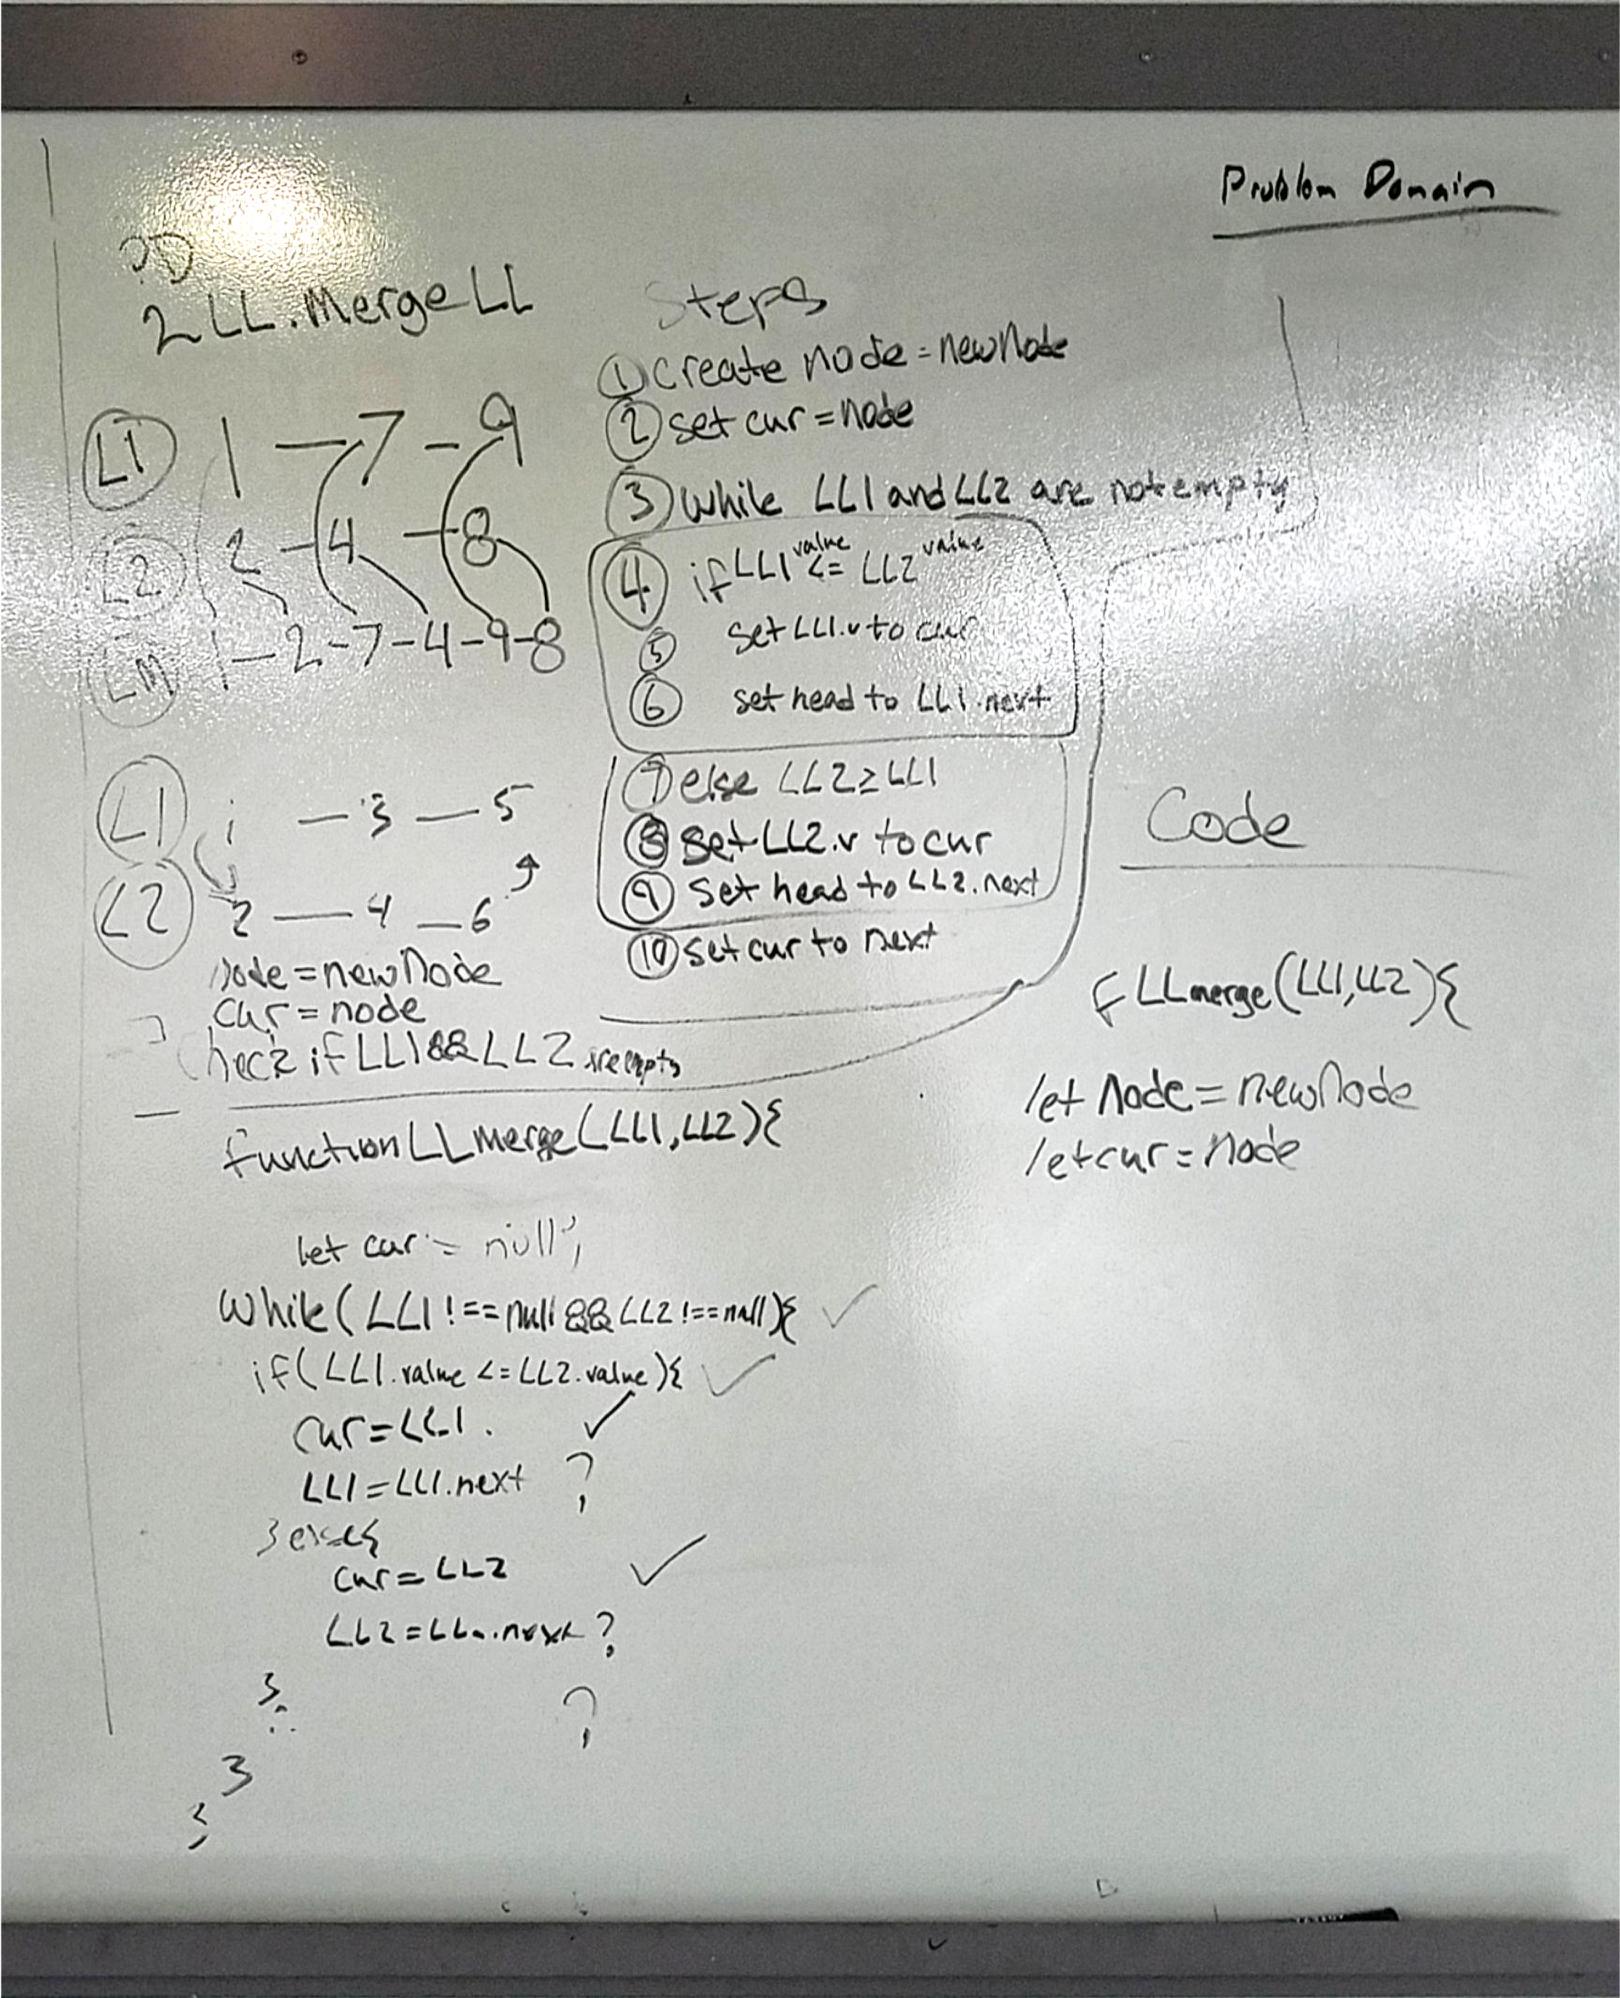 Problem Domain
PD
2LL.MergeLL
L1 1 — 7 - 9
L2 2 - 4 - 8
LM 1 - 2 - 7 - 4 - 9 - 8
L1 1 — 3 — 5
L2 2 — 4 — 6
node = newNode
cur = node
Check if LL1 && LL2 are empty
Steps
① create node = newNode
② set cur = node
③ while LL1 and LL2 are not empty
④ if LL1 value <= LL2 value
⑤ set LL1.v to cur
⑥ set head to LL1.next
⑦ else LL2 ≥ LL1
⑧ set LL2.v to cur
⑨ set head to LL2.next
⑩ set cur to next
function LLmerge(LL1, LL2){
let cur = null;
while(LL1 !== null && LL2 !== null){ ✓
if(LL1.value <= LL2.value){ ✓
cur = LL1. ✓
LL1 = LL1.next ?
} else{
cur = LL2 ✓
LL2 = .next ?
}
?
}
}
Code
f LLmerge(LL1, LL2){
let Node = newNode
let cur = Node